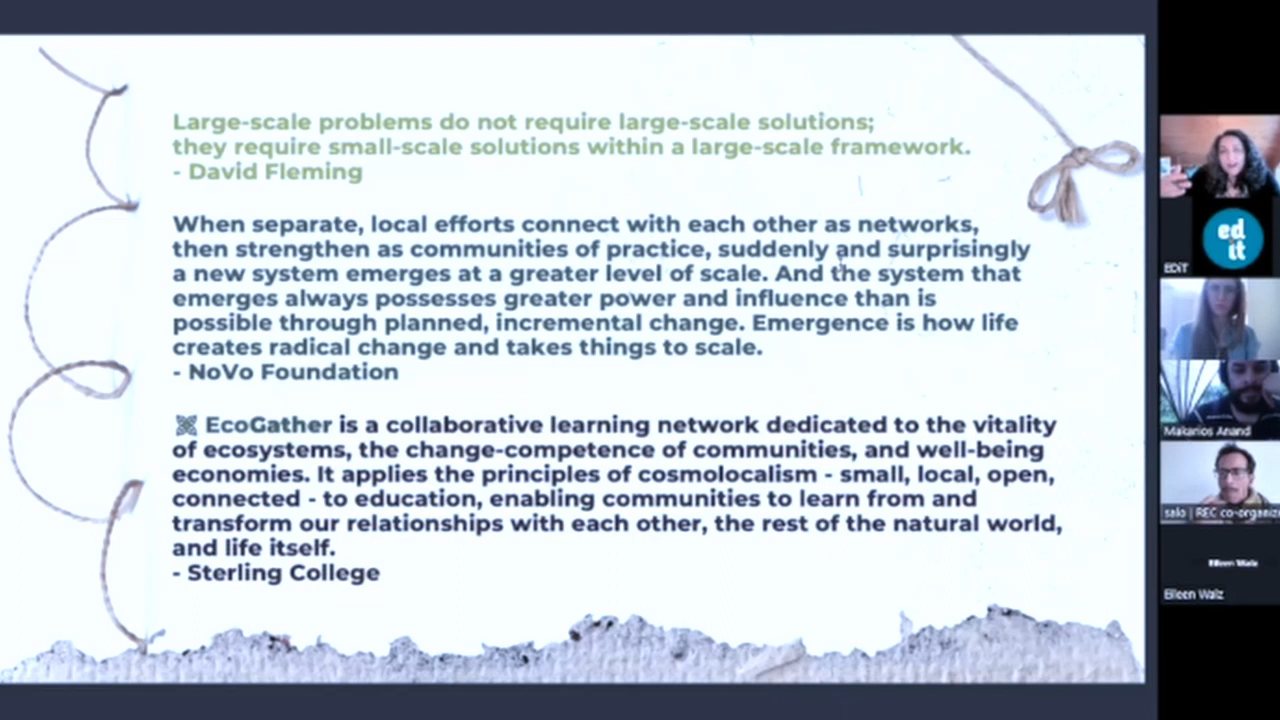 Large-scale problems do not require large-scale solutions;
they require small-scale solutions within a large-scale framework.
- David Fleming
When separate, local efforts connect with each other as networks,
then strengthen as communities of practice, suddenly and surprisingly
a new system emerges at a greater level of scale. And the system that
emerges always possesses greater power and influence than is
possible through planned, incremental change. Emergence is how life
creates radical change and takes things to scale.
- NoVo Foundation
EcoGather is a collaborative learning network dedicated to the vitality
of ecosystems, the change-competence of communities, and well-being
economies. It applies the principles of cosmolocalism - small, local, open,
connected - to education, enabling communities to learn from and
transform our relationships with each other, the rest of the natural world,
and life itself.
- Sterling College
ed
it
EDiT
Makarios Anand
salo | REC co-organiz
Eileen Walz
Eileen Walz